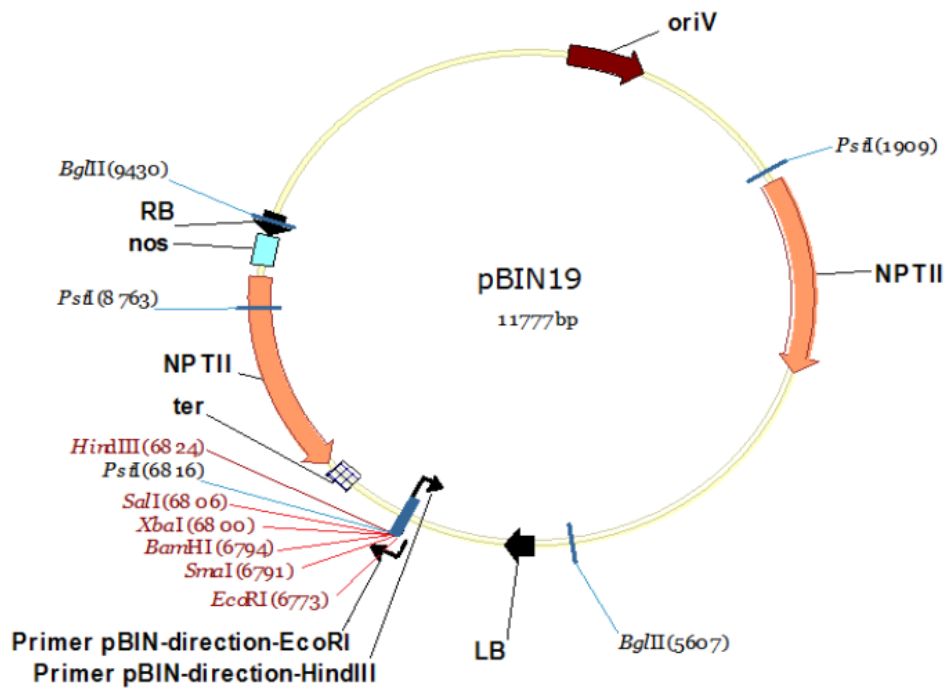 oriV
PstI(1909)
BglII(9430)
RB
nos
NPTII
pBIN19
11777bp
PstI(8763)
NPTII
ter
HindIII(6824)
PstI(6816)
SalI(6806)
XbaI(6800)
BamHI(6794)
SmaI(6791)
EcoRI(6773)
Primer pBIN-direction-EcoRI
Primer pBIN-direction-HindIII
LB
BglII(5607)